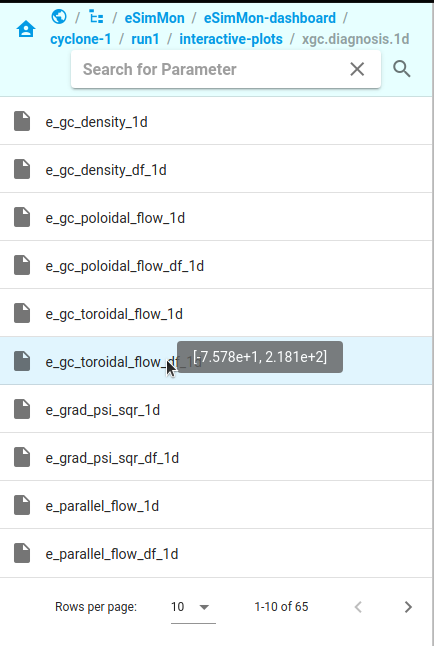 / / eSimMon / eSimMon-dashboard /
cyclone-1 / run1 / interactive-plots / xgc.diagnosis.1d
Search for Parameter
e_gc_density_1d
e_gc_density_df_1d
e_gc_poloidal_flow_1d
e_gc_poloidal_flow_df_1d
e_gc_toroidal_flow_1d
e_gc_toroidal_flow_df_1d
[-7.578e+1, 2.181e+2]
e_grad_psi_sqr_1d
e_grad_psi_sqr_df_1d
e_parallel_flow_1d
e_parallel_flow_df_1d
Rows per page: 10 1-10 of 65